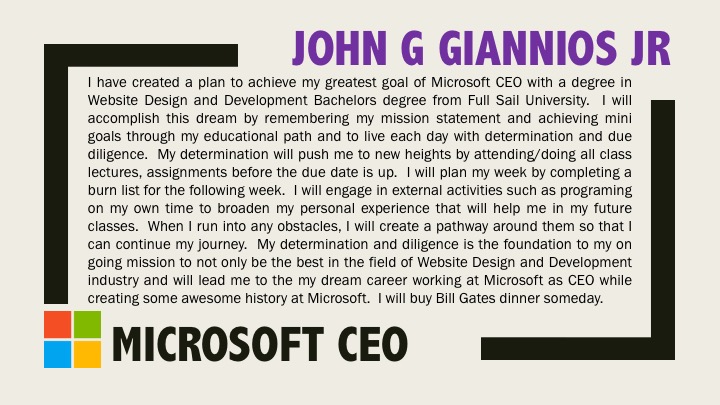 JOHN G GIANNIOS JR
I have created a plan to achieve my greatest goal of Microsoft CEO with a degree in
Website Design and Development Bachelors degree from Full Sail University.  I will
accomplish this dream by remembering my mission statement and achieving mini
goals through my educational path and to live each day with determination and due
diligence.  My determination will push me to new heights by attending/doing all class
lectures, assignments before the due date is up.  I will plan my week by completing a
burn list for the following week.  I will engage in external activities such as programing
on my own time to broaden my personal experience that will help me in my future
classes.  When I run into any obstacles, I will create a pathway around them so that I
can continue my journey.  My determination and diligence is the foundation to my on
going mission to not only be the best in the field of Website Design and Development
industry and will lead me to the my dream career working at Microsoft as CEO while
creating some awesome history at Microsoft.  I will buy Bill Gates dinner someday.
MICROSOFT CEO